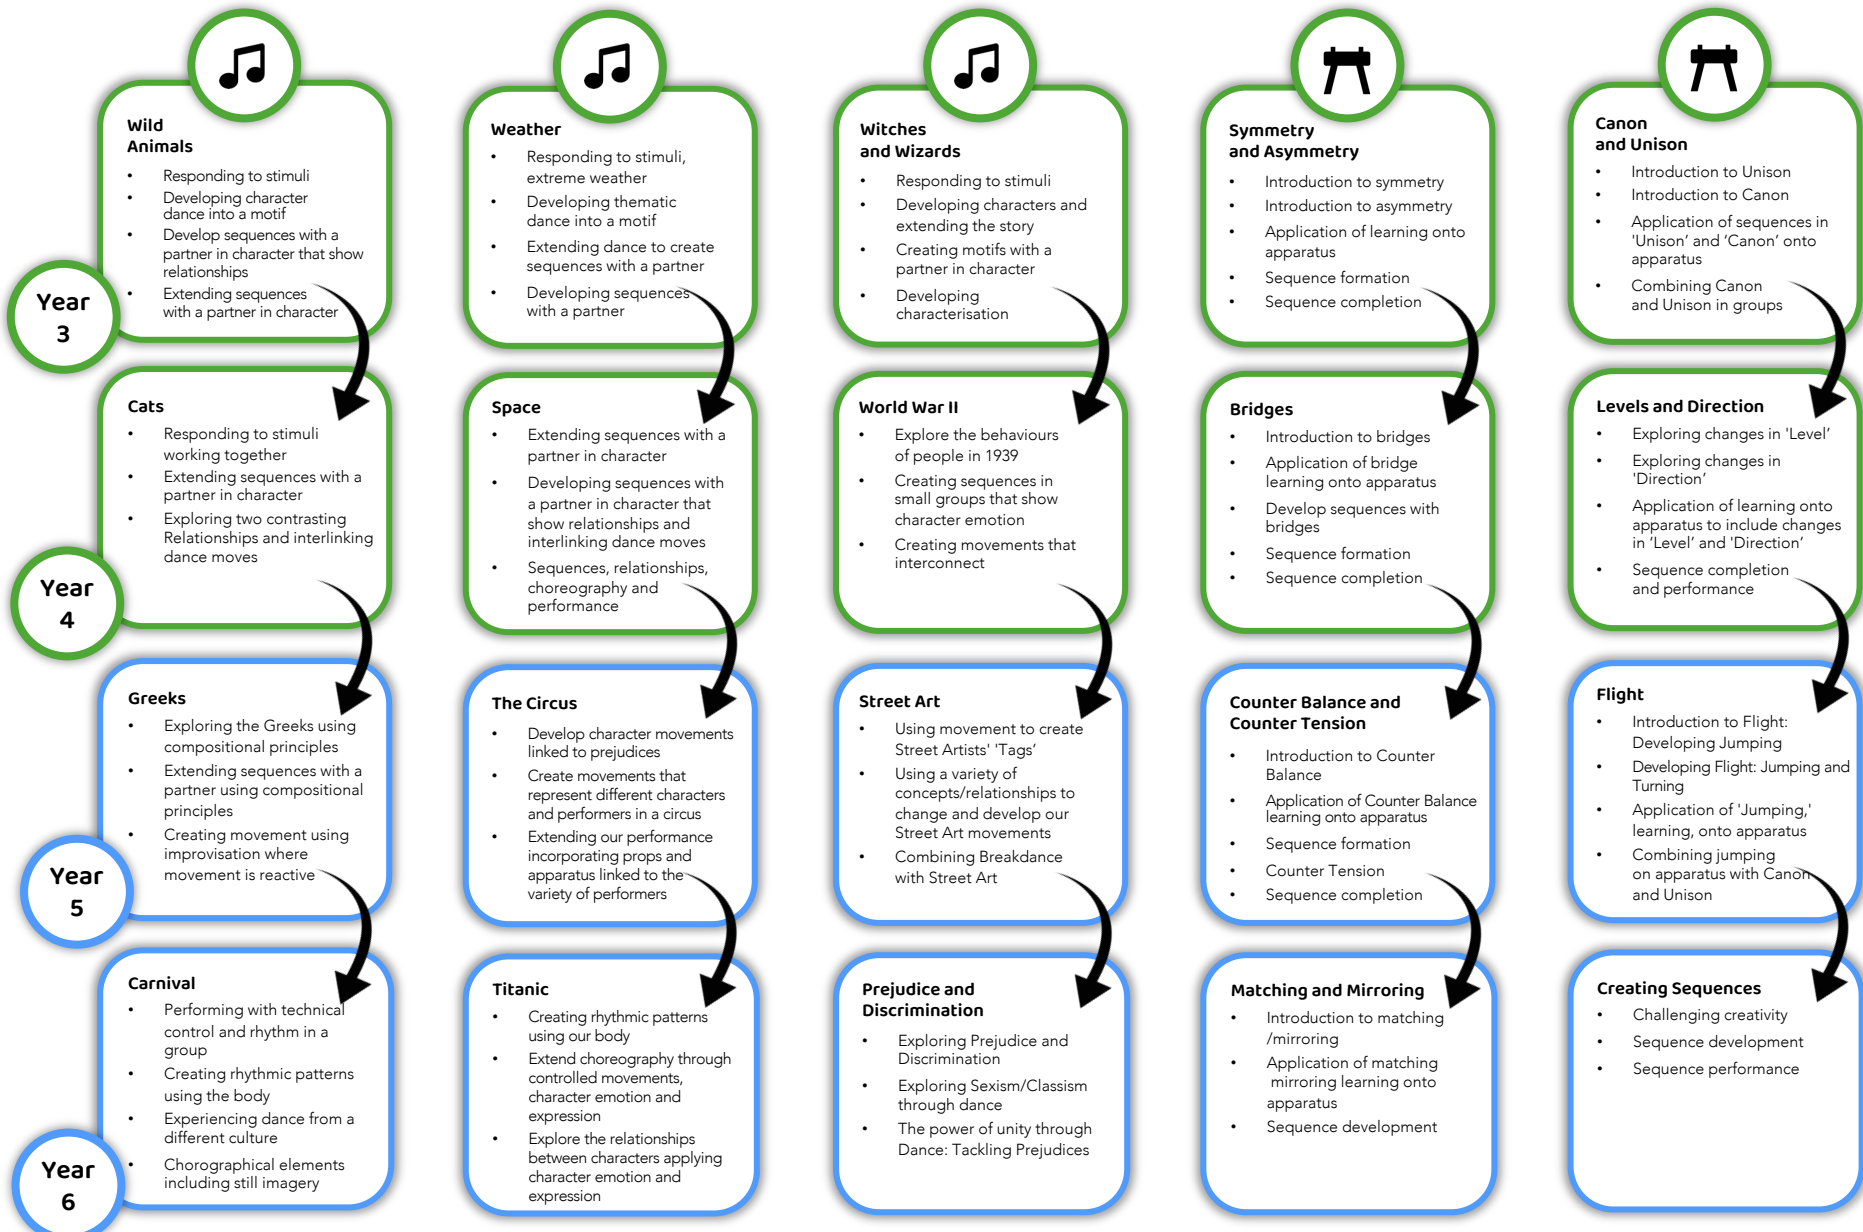 Year
3
Wild
Animals
• Responding to stimuli
• Developing character
dance into a motif
• Develop sequences with a
partner in character that show
relationships
• Extending sequences
with a partner in character
Weather
• Responding to stimuli,
extreme weather
• Developing thematic
dance into a motif
• Extending dance to create
sequences with a partner
• Developing sequences
with a partner
Witches
and Wizards
• Responding to stimuli
• Developing characters and
extending the story
• Creating motifs with a
partner in character
• Developing
characterisation
Symmetry
and Asymmetry
• Introduction to symmetry
• Introduction to asymmetry
• Application of learning onto
apparatus
• Sequence formation
• Sequence completion
Canon
and Unison
• Introduction to Unison
• Introduction to Canon
• Application of sequences in
'Unison’ and ‘Canon’ onto
apparatus
• Combining Canon
and Unison in groups
Year
4
Cats
• Responding to stimuli
working together
• Extending sequences with a
partner in character
• Exploring two contrasting
Relationships and interlinking
dance moves
Space
• Extending sequences with a
partner in character
• Developing sequences with
a partner in character that
show relationships and
interlinking dance moves
• Sequences, relationships,
choreography and
performance
World War II
• Explore the behaviours
of people in 1939
• Creating sequences in
small groups that show
character emotion
• Creating movements that
interconnect
Bridges
• Introduction to bridges
• Application of bridge
learning onto apparatus
• Develop sequences with
bridges
• Sequence formation
• Sequence completion
Levels and Direction
• Exploring changes in 'Level’
• Exploring changes in
'Direction’
• Application of learning onto
apparatus to include changes
in ‘Level’ and 'Direction’
• Sequence completion
and performance
Year
5
Greeks
• Exploring the Greeks using
compositional principles
• Extending sequences with a
partner using compositional
principles
• Creating movement using
improvisation where
movement is reactive
The Circus
• Develop character movements
linked to prejudices
• Create movements that
represent different characters
and performers in a circus
• Extending our performance
incorporating props and
apparatus linked to the
variety of performers
Street Art
• Using movement to create
Street Artists' 'Tags’
• Using a variety of
concepts/relationships to
change and develop our
Street Art movements
• Combining Breakdance
with Street Art
Counter Balance and
Counter Tension
• Introduction to Counter
Balance
• Application of Counter Balance
learning onto apparatus
• Sequence formation
• Counter Tension
• Sequence completion
Flight
• Introduction to Flight:
Developing Jumping
• Developing Flight: Jumping and
Turning
• Application of 'Jumping,'
learning, onto apparatus
• Combining jumping
on apparatus with Canon
and Unison
Year
6
Carnival
• Performing with technical
control and rhythm in a
group
• Creating rhythmic patterns
using the body
• Experiencing dance from a
different culture
• Chorographical elements
including still imagery
Titanic
• Creating rhythmic patterns
using our body
• Extend choreography through
controlled movements,
character emotion and
expression
• Explore the relationships
between characters applying
character emotion and
expression
Prejudice and
Discrimination
• Exploring Prejudice and
Discrimination
• Exploring Sexism/Classism
through dance
• The power of unity through
Dance: Tackling Prejudices
Matching and Mirroring
• Introduction to matching
/mirroring
• Application of matching
mirroring learning onto
apparatus
• Sequence development
Creating Sequences
• Challenging creativity
• Sequence development
• Sequence performance